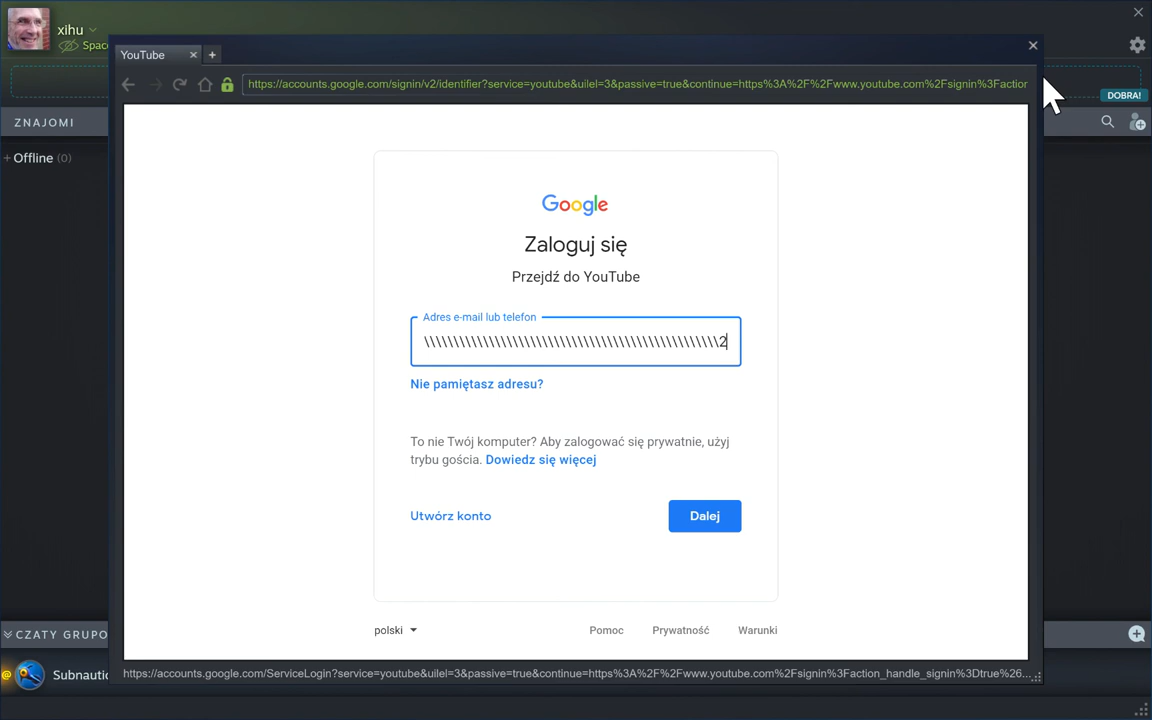 xihu
YouTube
https://accounts.google.com/signin/v2/identifier?service=youtube&uilel=3&passive=true&continue=https%3A%2F%2Fwww.youtube.com%2Fsignin%3Faction
DOBRA!
ZNAJOMI
+ Offline (0)
Google
Zaloguj się
Przejdź do YouTube
Adres e-mail lub telefon
\\\\\\\\\\\\\\\\\\\\\\\\\\\\\\\\\\\\\\\\\\\\\\\\\\2
Nie pamiętasz adresu?
To nie Twój komputer? Aby zalogować się prywatnie, użyj
trybu gościa. Dowiedz się więcej
Utwórz konto
Dalej
polski
Pomoc
Prywatność
Warunki
CZATY GRUPO
@
Subnautic
https://accounts.google.com/ServiceLogin?service=youtube&uilel=3&passive=true&continue=https%3A%2F%2Fwww.youtube.com%2Fsignin%3Faction_handle_signin%3Dtrue%26...